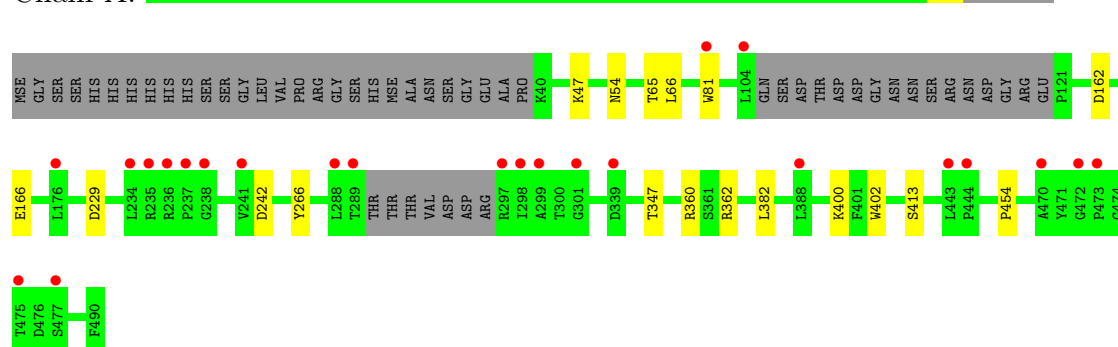 Chain A:
MSE GLY SER SER HIS HIS HIS HIS HIS HIS SER SER GLY LEU VAL PRO ARG GLY SER HIS MSE ALA ASN SER GLY GLU ALA PRO K40 K47 N54 T65 L66 W81 L104 GLN SER ASP THR ASP ASP GLY ASN ASN SER ARG ASN ASP GLY ARG GLU P121 D162
E166 L176 D229 L234 R235 R236 P237 G238 V241 D242 Y266 L288 T289 THR THR THR VAL ASP ASP ARG R297 I298 A299 T300 G301 D339 T347 R360 S361 R362 L382 L388 K400 F401 W402 S413 L443 P444 P454 A470 Y471 G472 P473
T475 D476 S477 F490